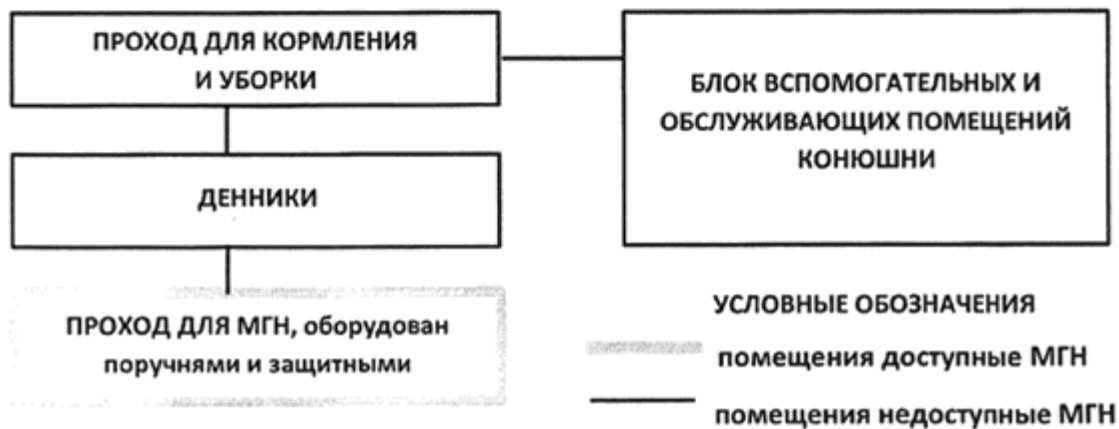 ПРОХОД ДЛЯ КОРМЛЕНИЯ
И УБОРКИ
БЛОК ВСПОМОГАТЕЛЬНЫХ И
ОБСЛУЖИВАЮЩИХ ПОМЕЩЕНИЙ
КОНЮШНИ
ДЕННИКИ
ПРОХОД ДЛЯ МГН, оборудован
поручнями и защитными
УСЛОВНЫЕ ОБОЗНАЧЕНИЯ
помещения доступные МГН
помещения недоступные МГН